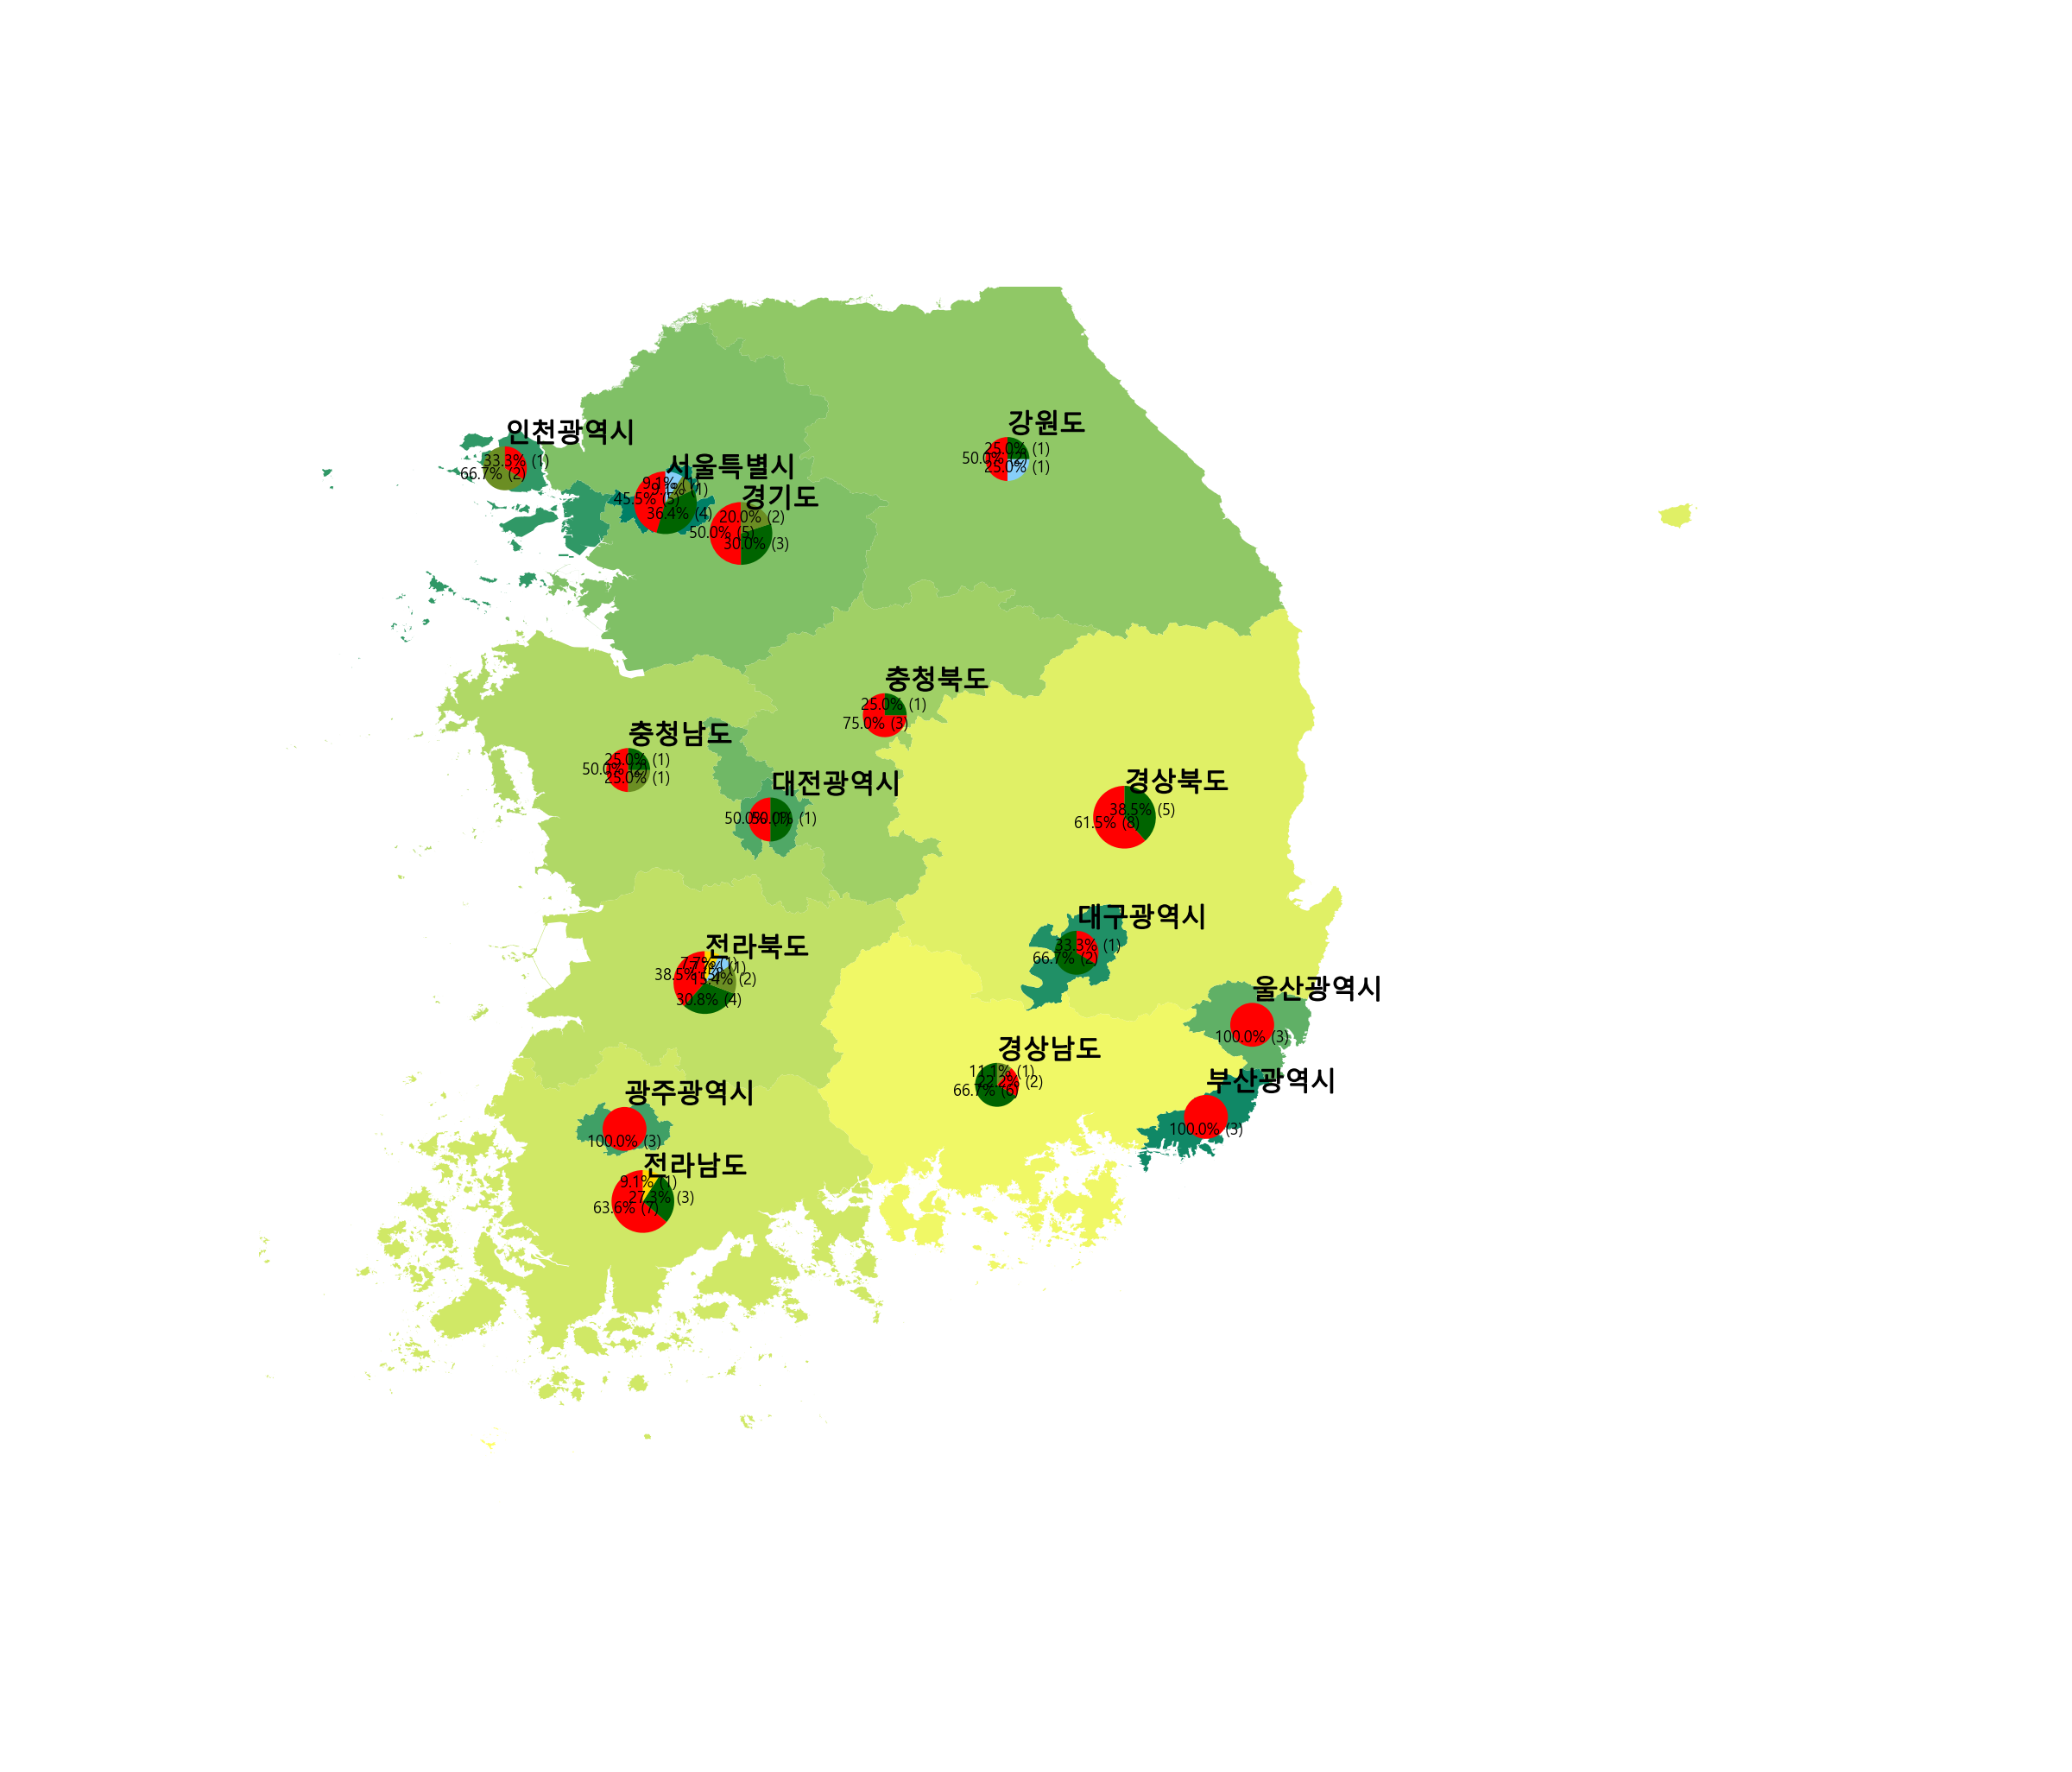 강원도
25.0% (1)
50.0% (2)
25.0% (1)
인천광역시
33.3% (1)
66.7% (2)
서울특별시
9.1% (1)
9.1% (1)
45.5% (5)
36.4% (4)
경기도
20.0% (2)
50.0% (5)
30.0% (3)
충청북도
25.0% (1)
75.0% (3)
충청남도
25.0% (1)
50.0% (2)
25.0% (1)
대전광역시
50.0% (1)
50.0% (1)
경상북도
38.5% (5)
61.5% (8)
대구광역시
33.3% (1)
66.7% (2)
전라북도
7.7% (1)
7.7% (1)
38.5% (5)
15.4% (2)
30.8% (4)
울산광역시
100.0% (3)
경상남도
11.1% (1)
22.2% (2)
66.7% (6)
부산광역시
100.0% (3)
광주광역시
100.0% (3)
전라남도
9.1% (1)
27.3% (3)
63.6% (7)